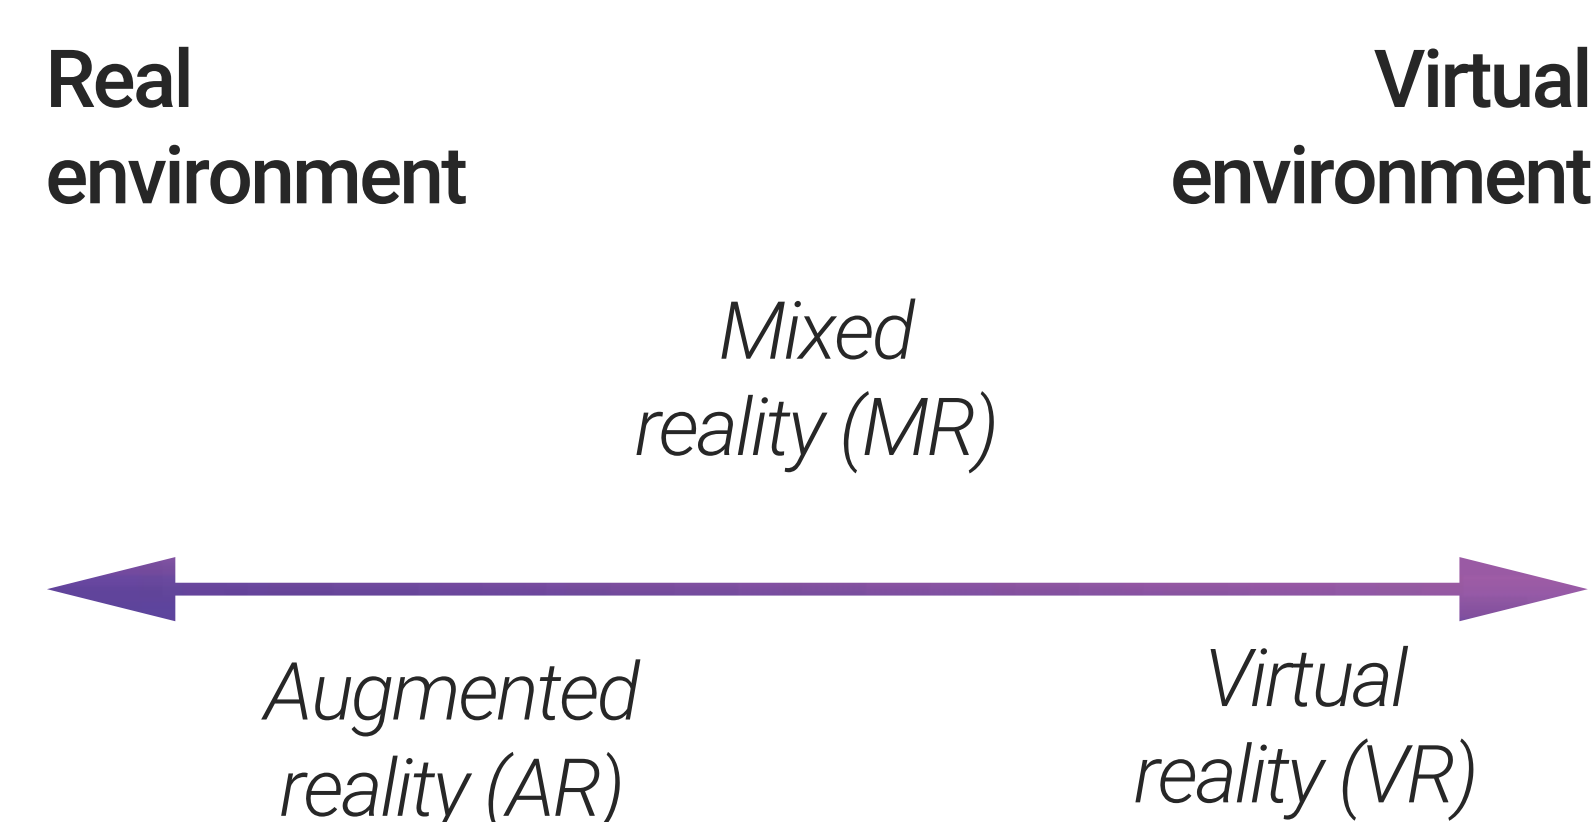 Real
environment
Virtual
environment
Mixed
reality (MR)
Augmented
reality (AR)
Virtual
reality (VR)